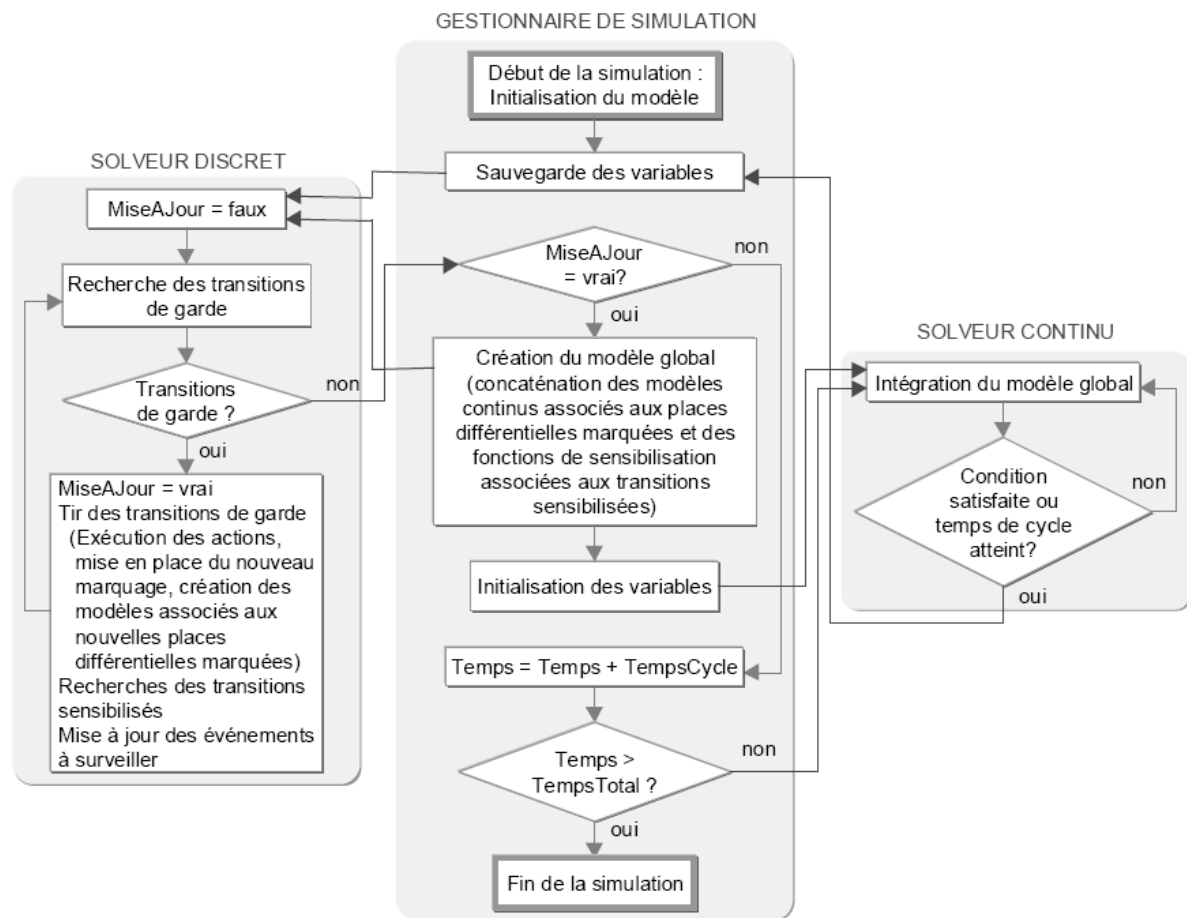 GESTIONNAIRE DE SIMULATION
Début de la simulation :
Initialisation du modèle
Sauvegarde des variables
MiseAJour
= vrai?
non
oui
Création du modèle global
(concaténation des modèles
continus associés aux places
différentielles marquées et des
fonctions de sensibilisation
associées aux transitions
sensibilisées)
Initialisation des variables
Temps = Temps + TempsCycle
Temps >
TempsTotal ?
non
oui
Fin de la simulation
SOLVEUR DISCRET
MiseAJour = faux
Recherche des transitions
de garde
Transitions
de garde ?
non
oui
MiseAJour = vrai
Tir des transitions de garde
(Exécution des actions,
mise en place du nouveau
marquage, création des
modèles associés aux
nouvelles places
différentielles marquées)
Recherches des transitions
sensibilisés
Mise à jour des événements
à surveiller
SOLVEUR CONTINU
Intégration du modèle global
Condition
satisfaite ou
temps de cycle
atteint?
non
oui